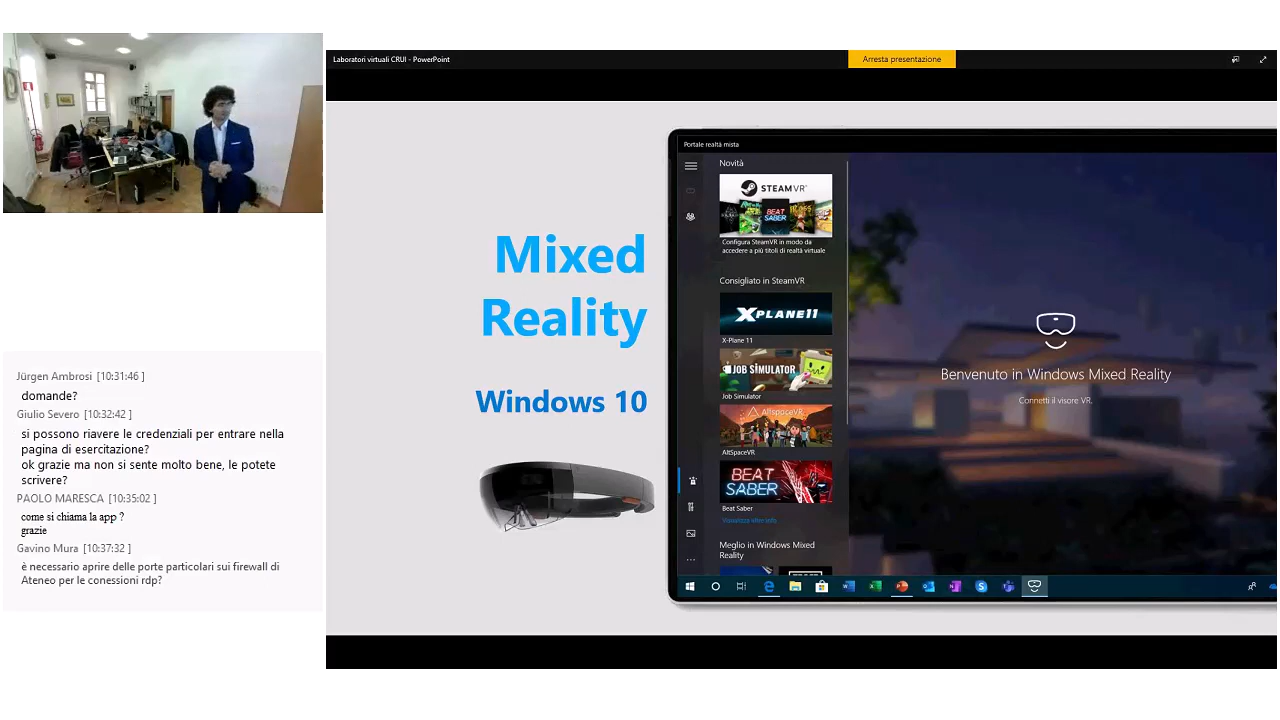 Laboratori virtuali CRUI - PowerPoint
Arresta presentazione
Jürgen Ambrosi [10:31:46 ]
domande?
Giulio Severo [10:32:42 ]
si possono riavere le credenziali per entrare nella
pagina di esercitazione?
ok grazie ma non si sente molto bene, le potete
scrivere?
PAOLO MARESCA [10:35:02 ]
come si chiama la app ?
grazie
Gavino Mura [10:37:32 ]
è necessario aprire delle porte particolari sui firewall di
Ateneo per le conessioni rdp?
Mixed
Reality
Windows 10
Portale realtà mista
Novità
STEAMVR
BEAT
SABER
Configura SteamVR in modo da
accedere a più titoli di realtà virtuale
Consigliato in SteamVR
X-PLANE 11
X-Plane 11
JOB SIMULATOR
Job Simulator
ALTSPACEVR
AltSpaceVR
BEAT
SABER
Beat Saber
Visualizza altre info
Meglio in Windows Mixed
Reality
Benvenuto in Windows Mixed Reality
Connetti il visore VR.